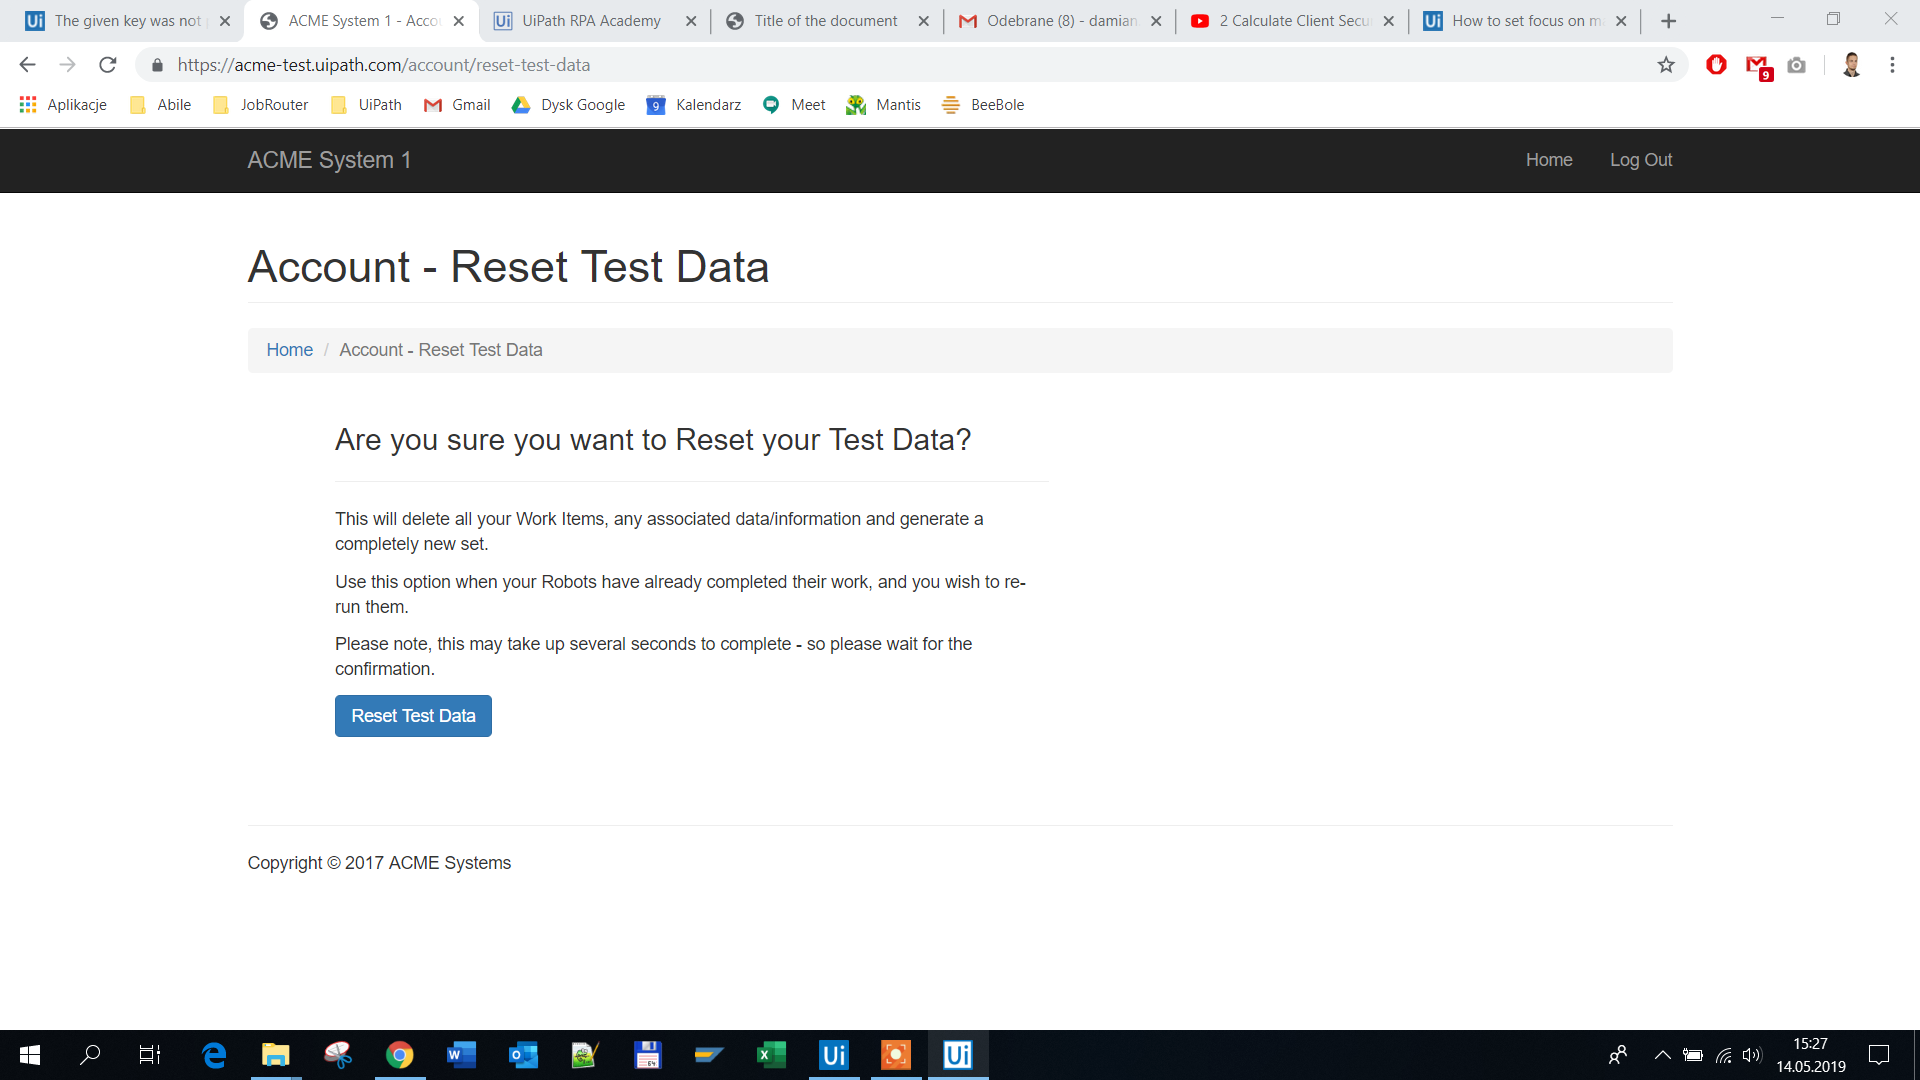 The given key was not
ACME System 1 - Acco
UiPath RPA Academy
Title of the document
Odebrane (8) - damian
2 Calculate Client Secu
How to set focus on m
https://acme-test.uipath.com/account/reset-test-data
9
Aplikacje
Abile
JobRouter
UiPath
Gmail
Dysk Google
9
Kalendarz
Meet
Mantis
BeeBole
ACME System 1
Home
Log Out
Account - Reset Test Data
Home / Account - Reset Test Data
Are you sure you want to Reset your Test Data?
This will delete all your Work Items, any associated data/information and generate a
completely new set.
Use this option when your Robots have already completed their work, and you wish to re-
run them.
Please note, this may take up several seconds to complete - so please wait for the
confirmation.
Reset Test Data
Copyright © 2017 ACME Systems
64
Ui
Ui
15:27
14.05.2019